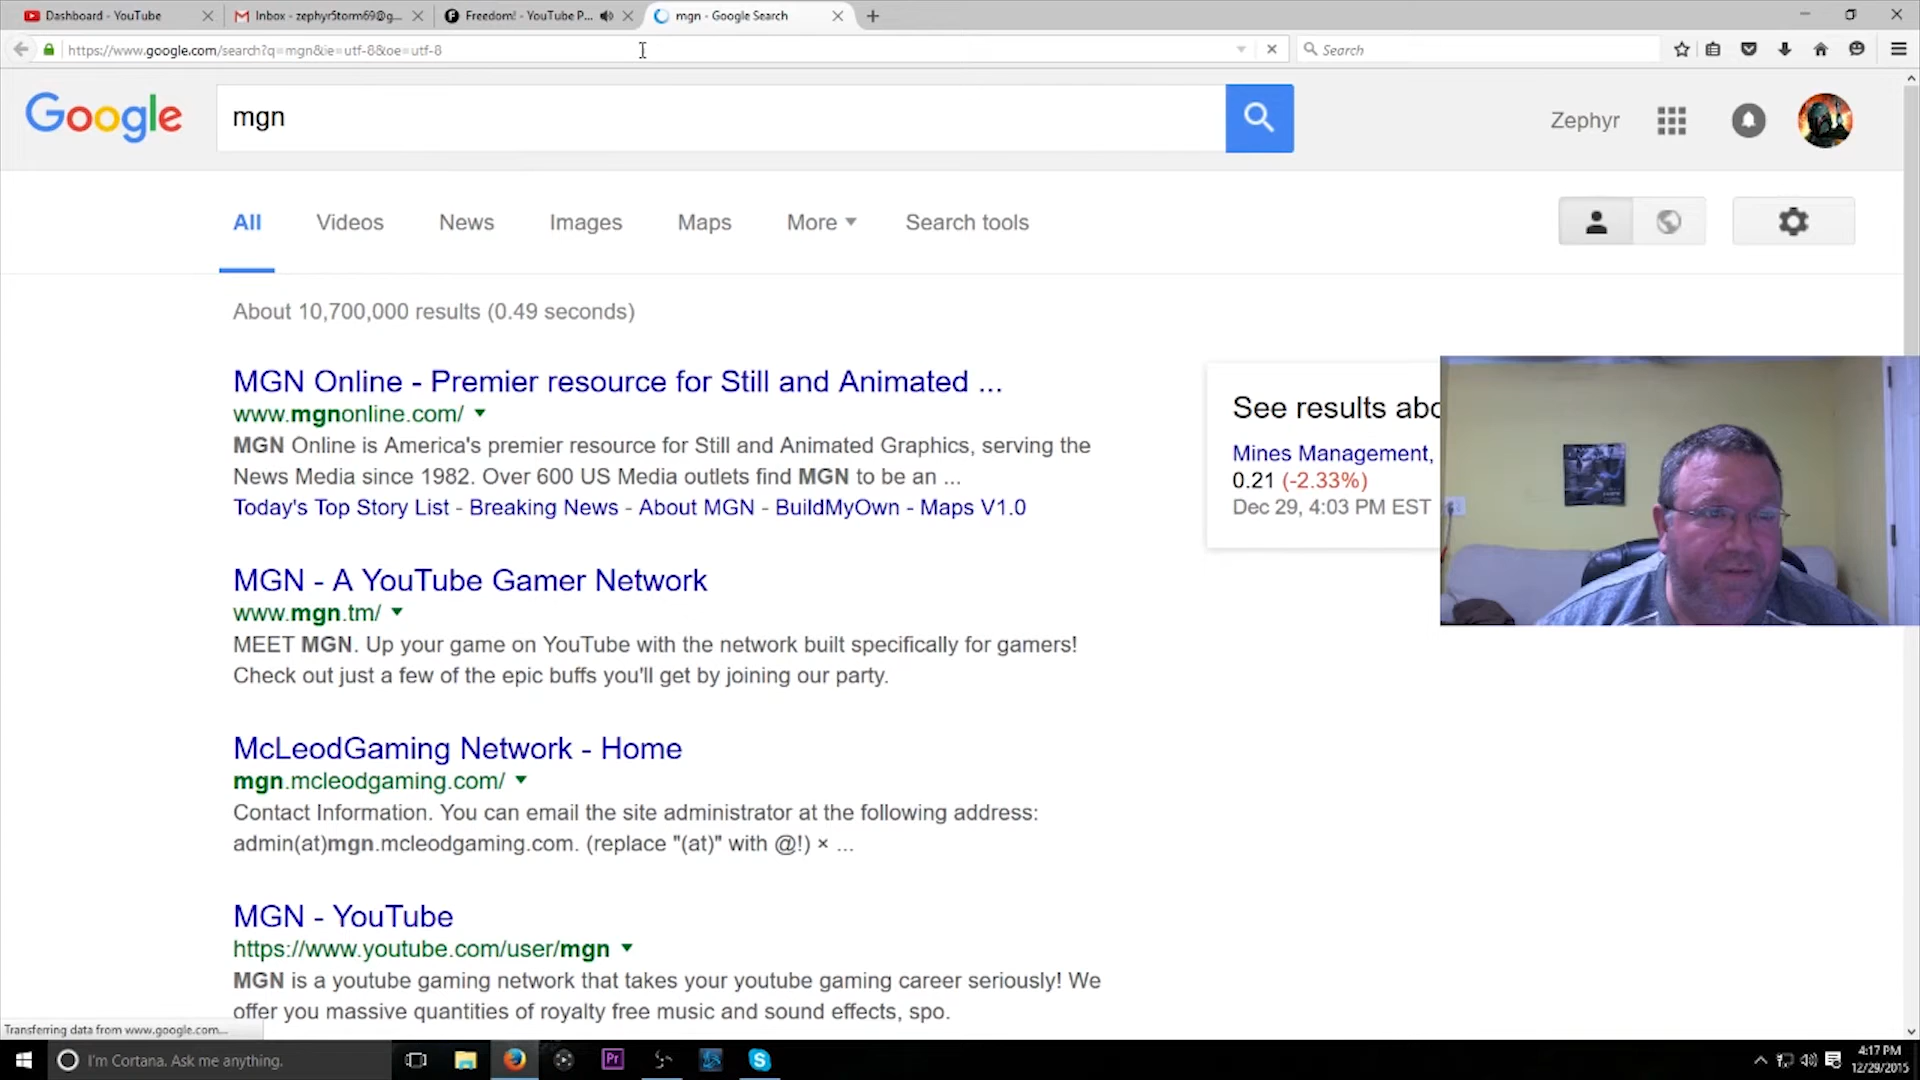 Dashboard - YouTube
Inbox - zephyr5torm69@g...
Freedom! - YouTube P...
mgn - Google Search
https://www.google.com/search?q=mgn&ie=utf-8&oe=utf-8
Search
Google
mgn
Zephyr
All
Videos
News
Images
Maps
More
Search tools
About 10,700,000 results (0.49 seconds)
MGN Online - Premier resource for Still and Animated ...
www.mgnonline.com/
MGN Online is America's premier resource for Still and Animated Graphics, serving the
News Media since 1982. Over 600 US Media outlets find MGN to be an ...
Today's Top Story List - Breaking News - About MGN - BuildMyOwn - Maps V1.0
See results abo
Mines Management,
0.21 (-2.33%)
Dec 29, 4:03 PM EST
MGN - A YouTube Gamer Network
www.mgn.tm/
MEET MGN. Up your game on YouTube with the network built specifically for gamers!
Check out just a few of the epic buffs you'll get by joining our party.
McLeodGaming Network - Home
mgn.mcleodgaming.com/
Contact Information. You can email the site administrator at the following address:
admin(at)mgn.mcleodgaming.com. (replace "(at)" with @!) × ...
MGN - YouTube
https://www.youtube.com/user/mgn
MGN is a youtube gaming network that takes your youtube gaming career seriously! We
offer you massive quantities of royalty free music and sound effects, spo.
Transferring data from www.google.com...
I'm Cortana. Ask me anything.
Pr
4:17 PM
12/29/2015